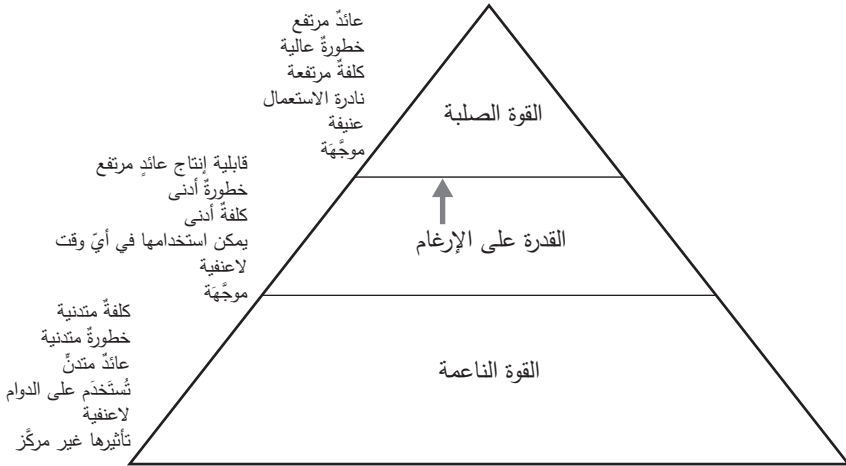 عائدٌ مرتفع
خطورةٌ عالية
كلفةٌ مرتفعة
نادرة الاستعمال
عنيفة
موجَّهَة
القوة الصلبة
قابلية إنتاج عائدٍ مرتفع
خطورةٌ أدنى
كلفةٌ أدنى
يمكن استخدامها في أيّ وقت
لاعنفية
موجَّهَة
القدرة على الإرغام
كلفةٌ متدنية
خطورةٌ متدنية
عائدٌ متدنٍّ
تُستَخدَم على الدوام
لاعنفية
تأثيرها غير مركَّز
القوة الناعمة